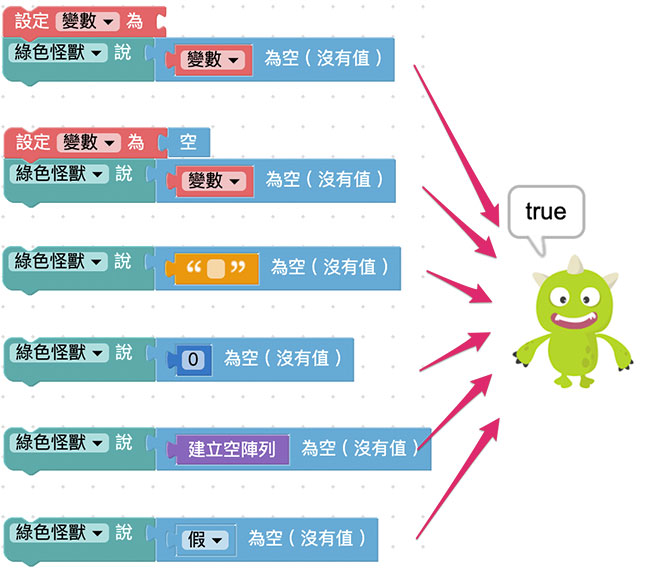 設定 變數 為
綠色怪獸 說 變數 為空（沒有值）
設定 變數 為 空
綠色怪獸 說 變數 為空（沒有值）
true
綠色怪獸 說 “ ” 為空（沒有值）
綠色怪獸 說 0 為空（沒有值）
綠色怪獸 說 建立空陣列 為空（沒有值）
綠色怪獸 說 假 為空（沒有值）